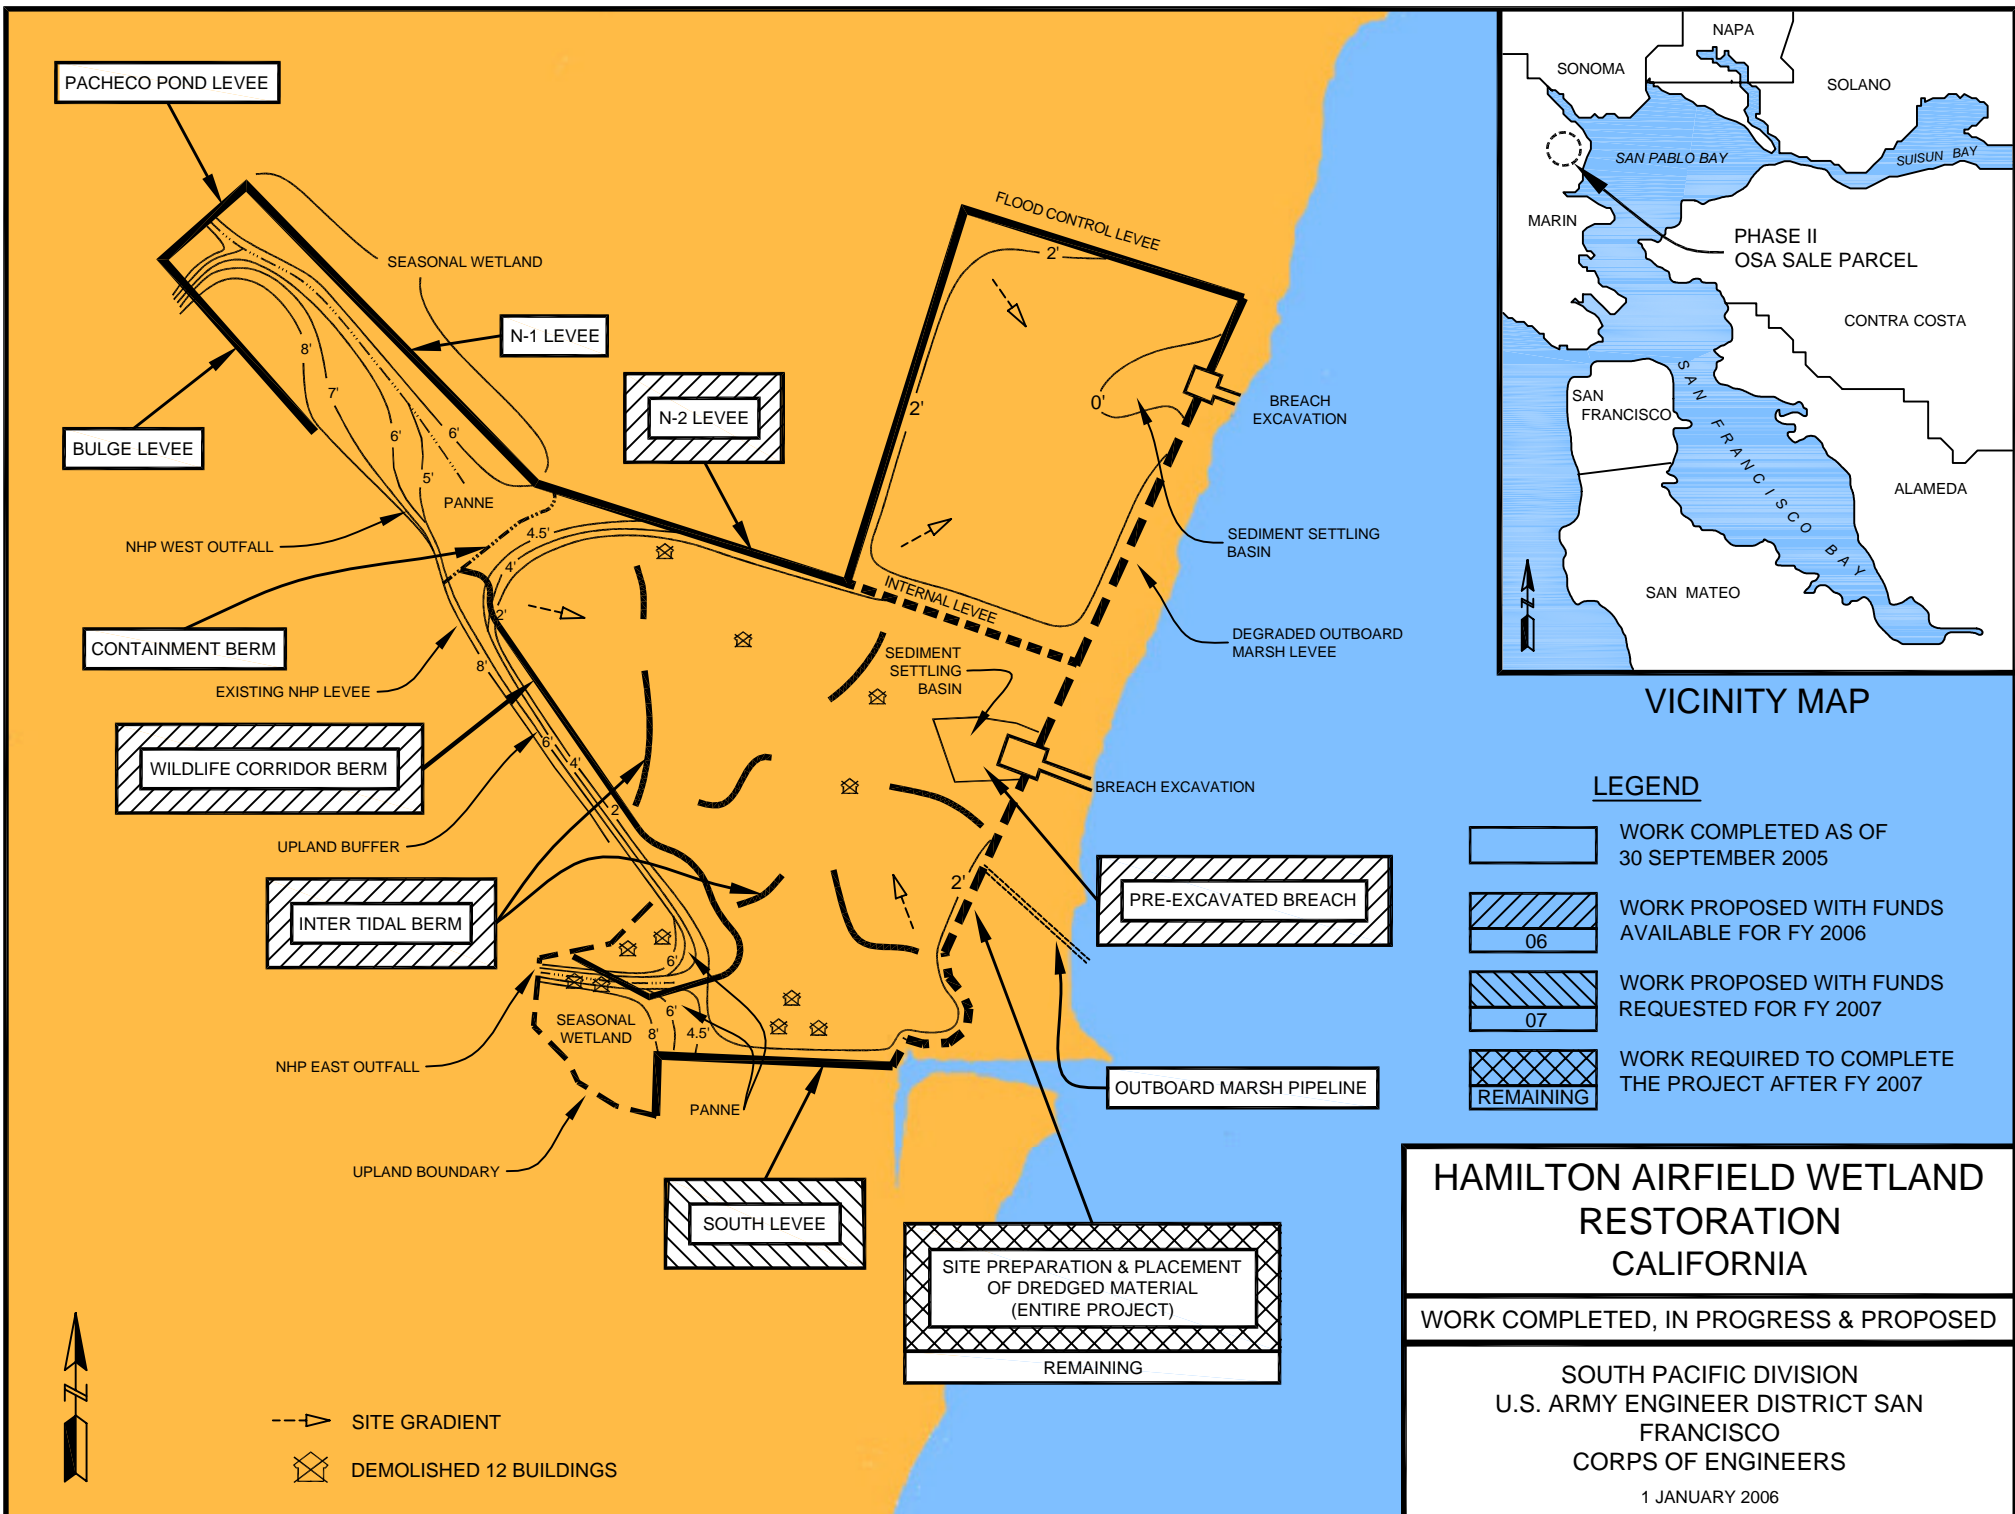 PACHECO POND LEVEE
SEASONAL WETLAND
N-1 LEVEE
BULGE LEVEE
N-2 LEVEE
8'
7'
6'
6'
5'
PANNE
NHP WEST OUTFALL
4.5'
4'
2'
CONTAINMENT BERM
8'
EXISTING NHP LEVEE
WILDLIFE CORRIDOR BERM
6'
4'
2
UPLAND BUFFER
INTER TIDAL BERM
6'
SEASONAL
WETLAND
6'
8'
4.5'
NHP EAST OUTFALL
PANNE
UPLAND BOUNDARY
SOUTH LEVEE
FLOOD CONTROL LEVEE
2'
2'
0'
BREACH
EXCAVATION
SEDIMENT SETTLING
BASIN
INTERNAL LEVEE
DEGRADED OUTBOARD
MARSH LEVEE
SEDIMENT
SETTLING
BASIN
BREACH EXCAVATION
PRE-EXCAVATED BREACH
2'
OUTBOARD MARSH PIPELINE
SITE PREPARATION & PLACEMENT
OF DREDGED MATERIAL
(ENTIRE PROJECT)
REMAINING
N
SITE GRADIENT
DEMOLISHED 12 BUILDINGS
NAPA
SONOMA
SOLANO
SAN PABLO BAY
SUISUN BAY
MARIN
PHASE II
OSA SALE PARCEL
CONTRA COSTA
SAN
FRANCISCO
SAN FRANCISCO BAY
ALAMEDA
SAN MATEO
N
VICINITY MAP
LEGEND
WORK COMPLETED AS OF
30 SEPTEMBER 2005
WORK PROPOSED WITH FUNDS
AVAILABLE FOR FY 2006
06
WORK PROPOSED WITH FUNDS
REQUESTED FOR FY 2007
07
WORK REQUIRED TO COMPLETE
THE PROJECT AFTER FY 2007
REMAINING
HAMILTON AIRFIELD WETLAND
RESTORATION
CALIFORNIA
WORK COMPLETED, IN PROGRESS & PROPOSED
SOUTH PACIFIC DIVISION
U.S. ARMY ENGINEER DISTRICT SAN
FRANCISCO
CORPS OF ENGINEERS
1 JANUARY 2006